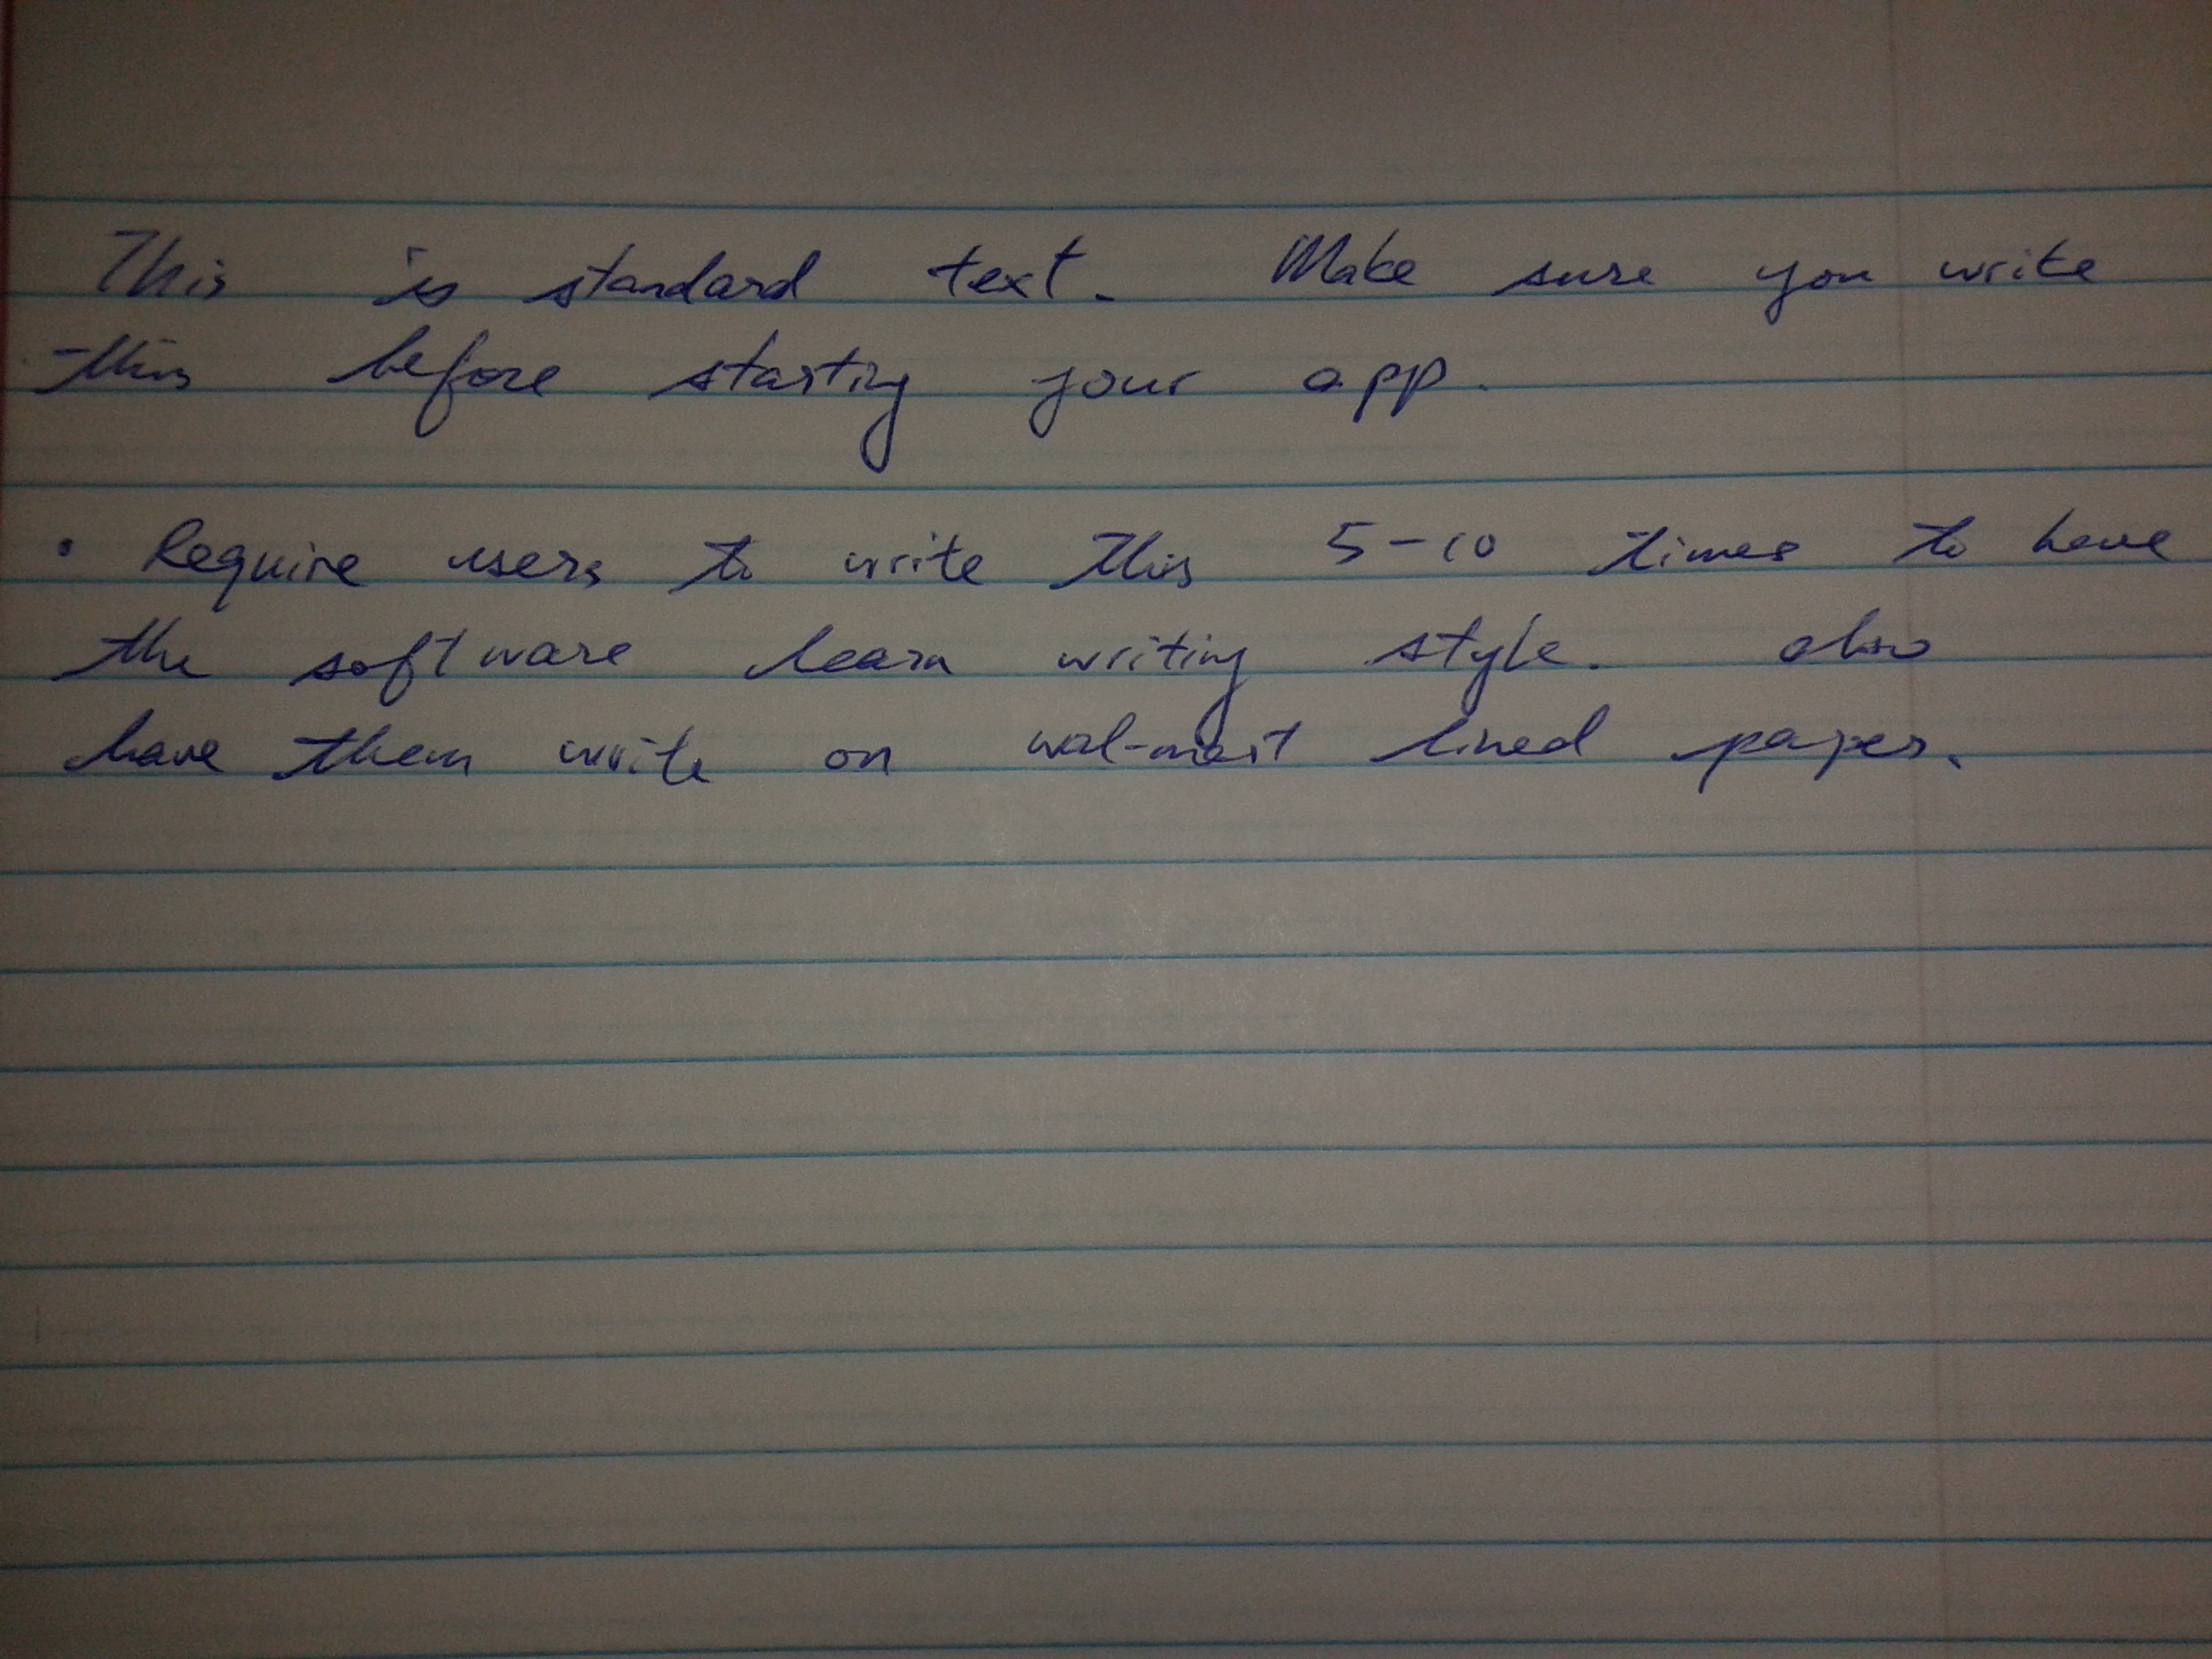 This is standard text. Make sure you write
this before starting your app.
• Require users to write this 5-10 times to have
the software learn writing style. also
have them write on wal-mart lined paper.